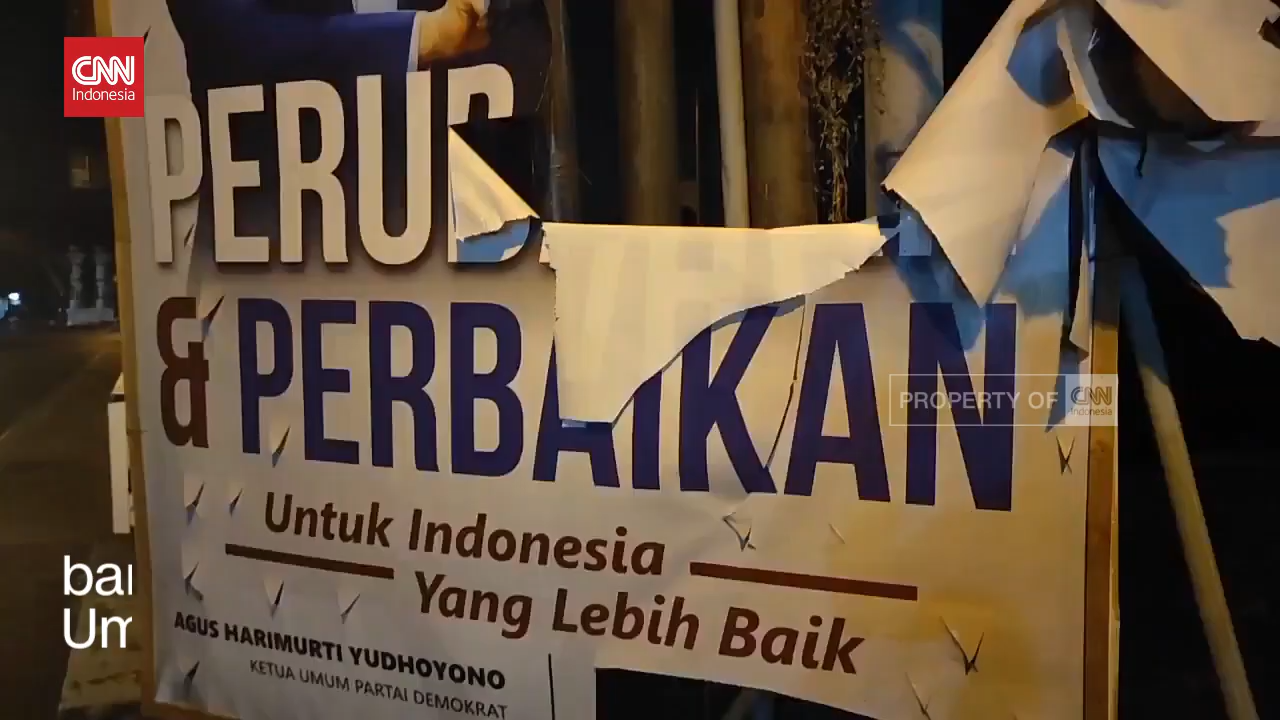 CNN
Indonesia
PERUB
& PERBAIKAN
PROPERTY OF CNN
Indonesia
Untuk Indonesia
Yang Lebih Baik
AGUS HARIMURTI YUDHOYONO
KETUA UMUM PARTAI DEMOKRAT